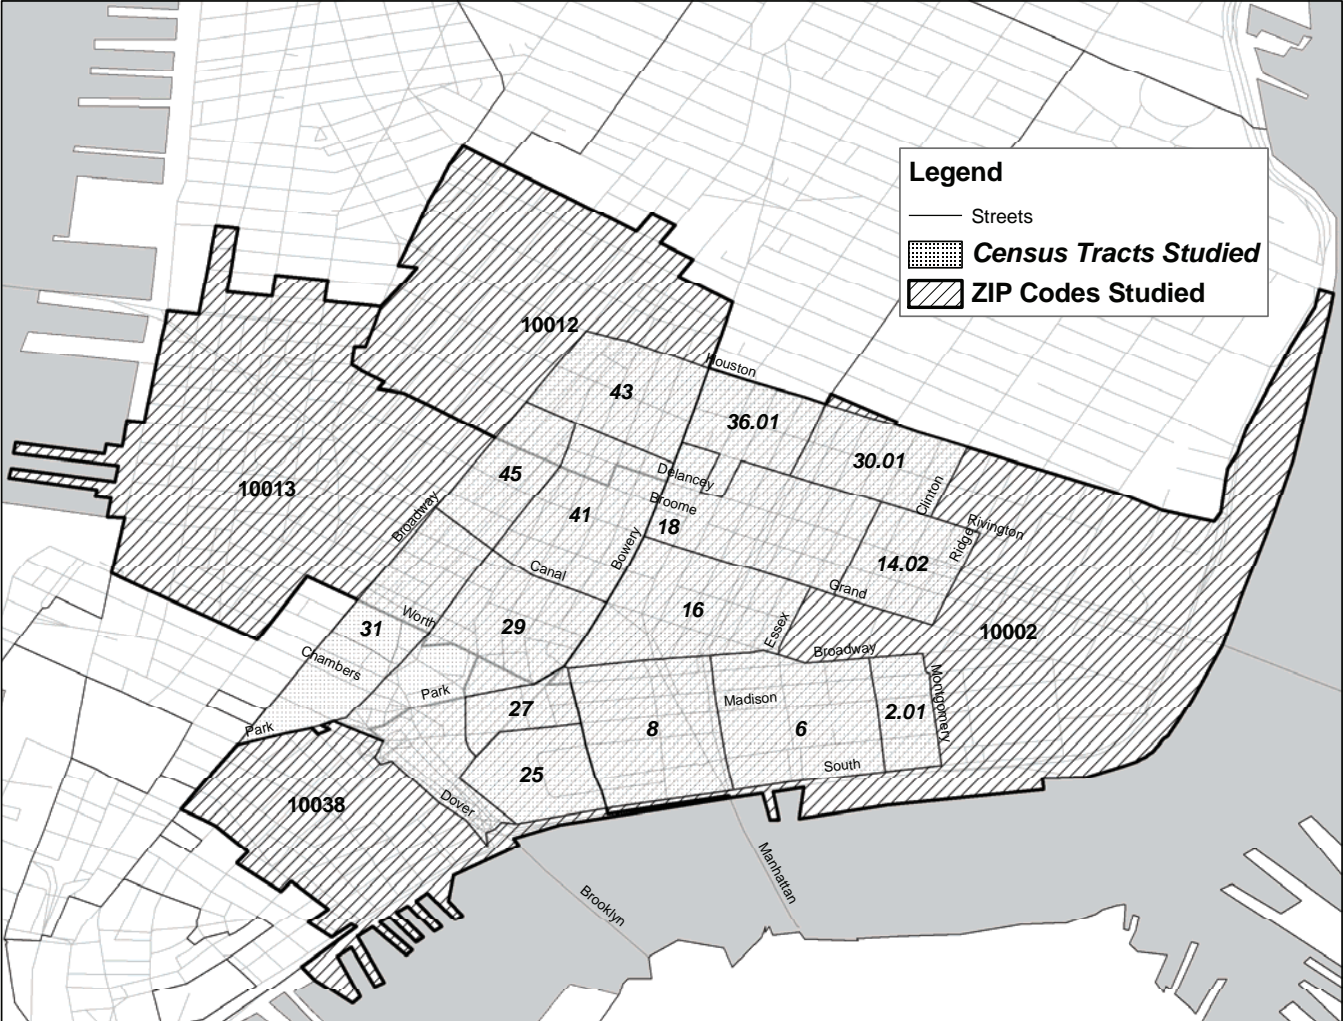 Legend
Streets
Census Tracts Studied
ZIP Codes Studied
10012
Houston
43
36.01
30.01
45
Delancey
10013
Broadway
Broome
Clinton
41
18
Rivington
Bowery
Ridge
14.02
Canal
Grand
16
Worth
31
29
Essex
10002
Chambers
Broadway
Park
Madison
Montgomery
27
2.01
8
6
Park
25
South
10038
Dover
Manhattan
Brooklyn